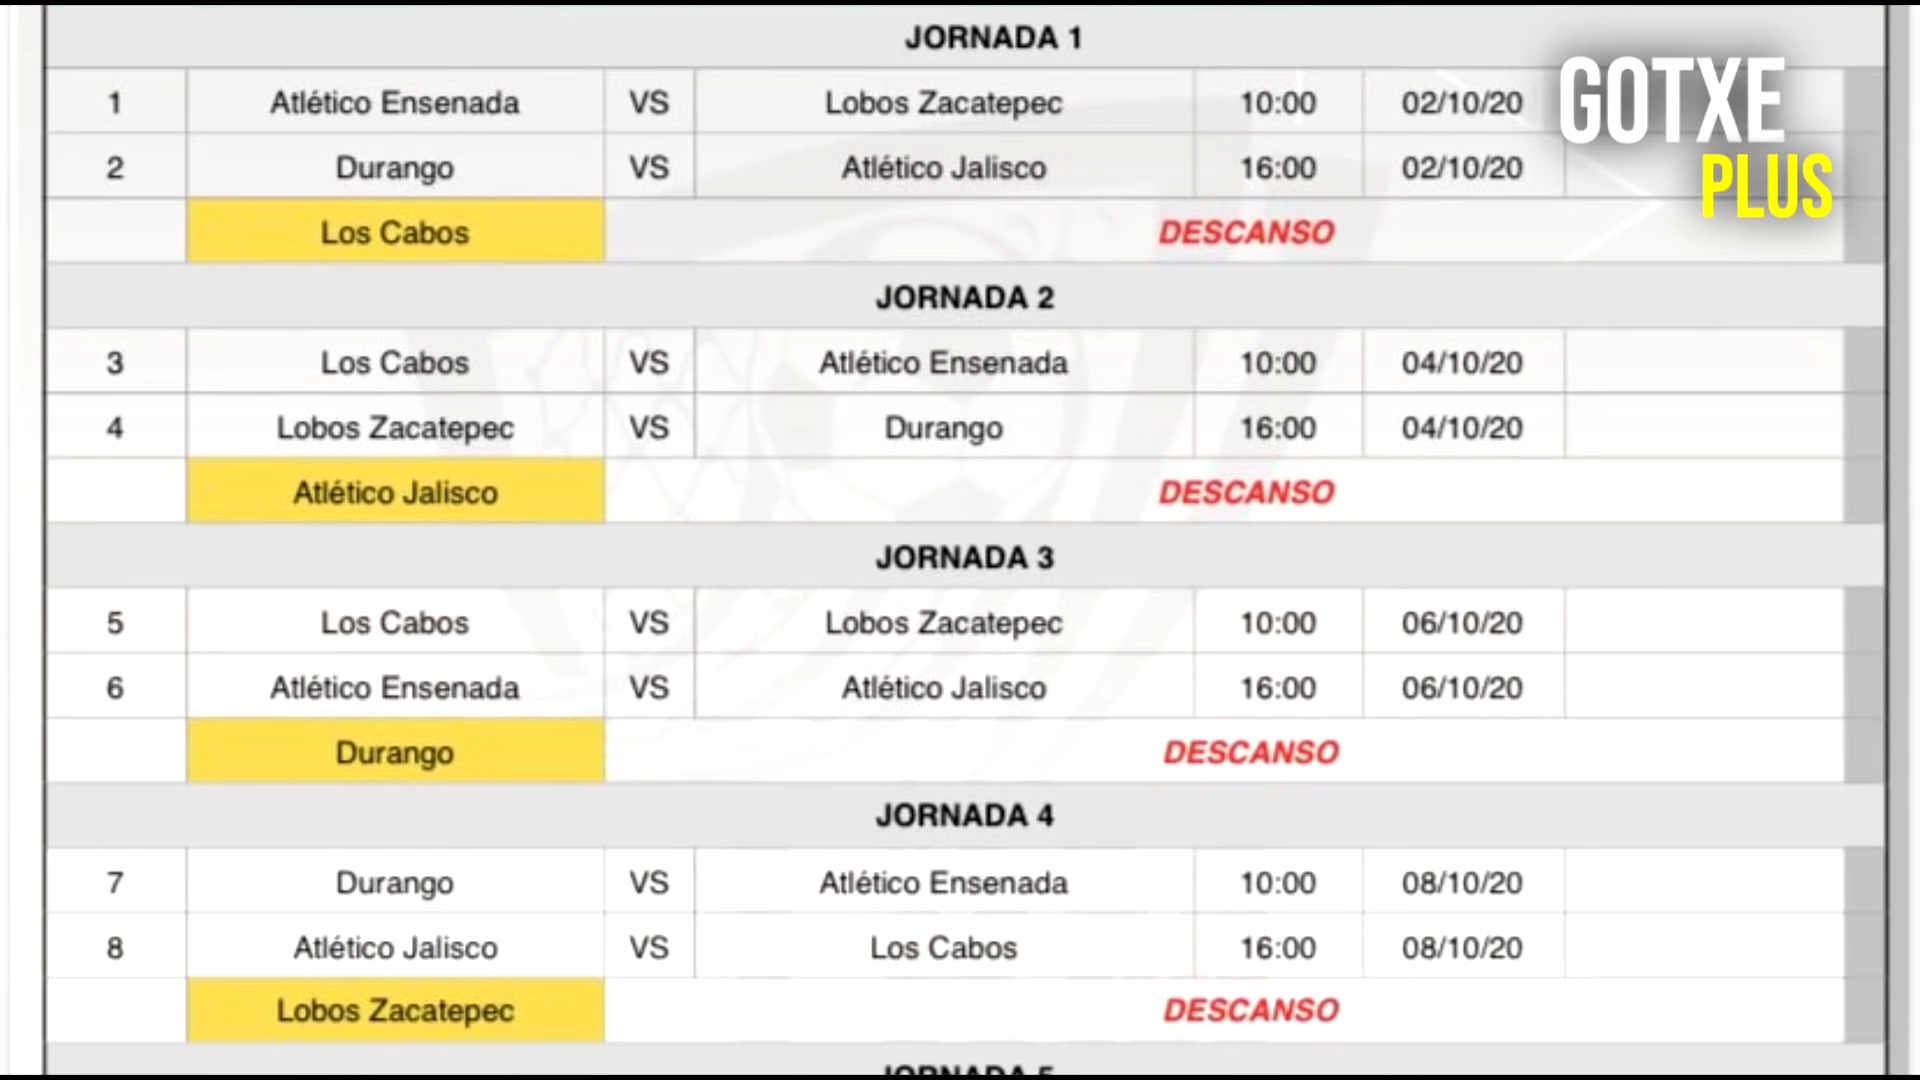 JORNADA 1
1 Atlético Ensenada VS Lobos Zacatepec 10:00 02/10/20
2 Durango VS Atlético Jalisco 16:00 02/10/20
Los Cabos DESCANSO
GOTXE
PLUS
JORNADA 2
3 Los Cabos VS Atlético Ensenada 10:00 04/10/20
4 Lobos Zacatepec VS Durango 16:00 04/10/20
Atlético Jalisco DESCANSO
JORNADA 3
5 Los Cabos VS Lobos Zacatepec 10:00 06/10/20
6 Atlético Ensenada VS Atlético Jalisco 16:00 06/10/20
Durango DESCANSO
JORNADA 4
7 Durango VS Atlético Ensenada 10:00 08/10/20
8 Atlético Jalisco VS Los Cabos 16:00 08/10/20
Lobos Zacatepec DESCANSO
JORNADA 5